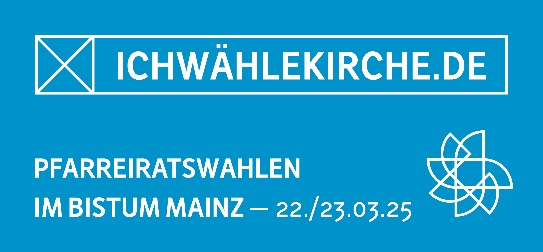 ICHWÄHLEKIRCHE.DE
PFARREIRATSWAHLEN
IM BISTUM MAINZ — 22./23.03.25